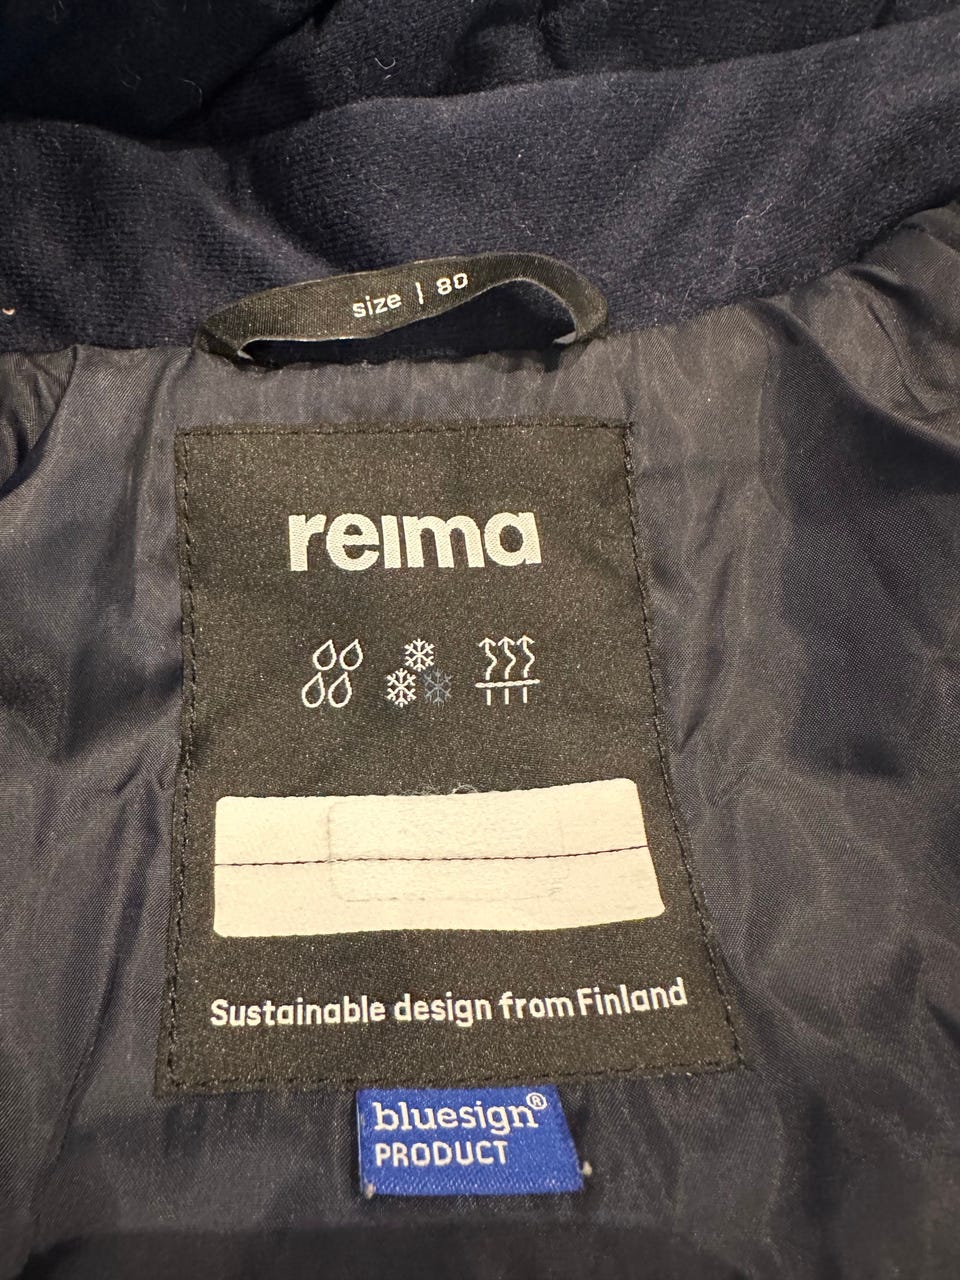 size | 80
reima
Sustainable design from Finland
bluesign®
PRODUCT